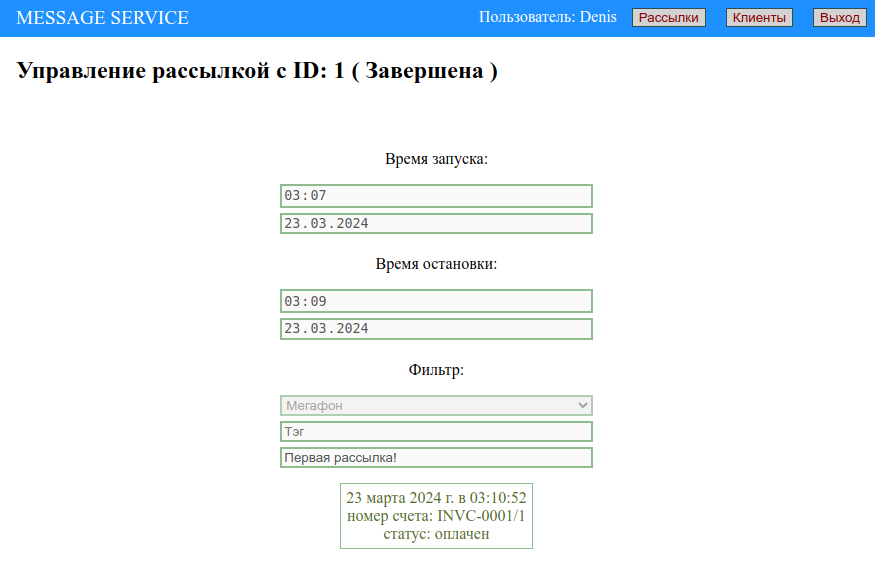 MESSAGE SERVICE
Пользователь: Denis
Рассылки
Клиенты
Выход
Управление рассылкой с ID: 1 ( Завершена )
Время запуска:
03:07
23.03.2024
Время остановки:
03:09
23.03.2024
Фильтр:
Мегафон
Тэг
Первая рассылка!
23 марта 2024 г. в 03:10:52
номер счета: INVC-0001/1
статус: оплачен